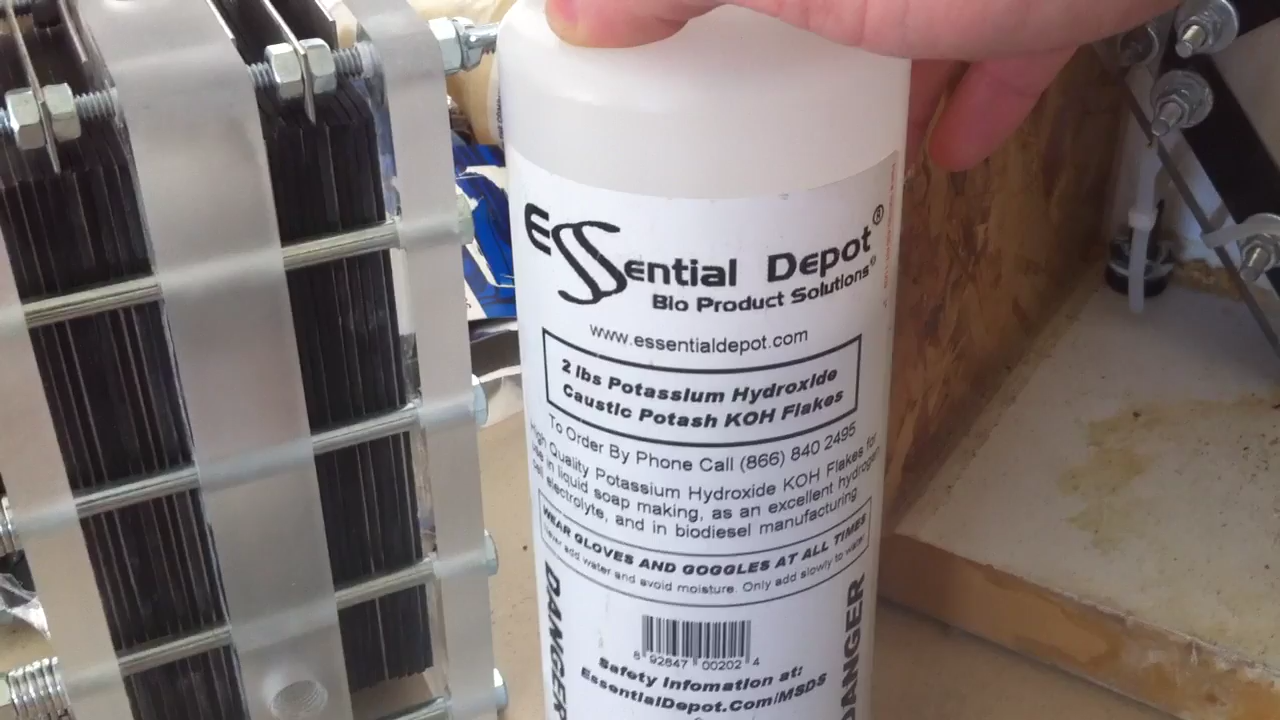 Essential Depot®
Bio Product Solutions®
www.essentialdepot.com
2 lbs Potassium Hydroxide
Caustic Potash KOH Flakes
To Order By Phone Call (866) 840 2495
High Quality Potassium Hydroxide KOH Flakes for
use in liquid soap making, as an excellent hydrogen
cell electrolyte, and in biodiesel manufacturing
WEAR GLOVES AND GOGGLES AT ALL TIMES
Never add water and avoid moisture. Only add slowly to water
DANGER
DANGER
8 92847 00202 4
Safety Infomation at:
EssentialDepot.Com/MSDS